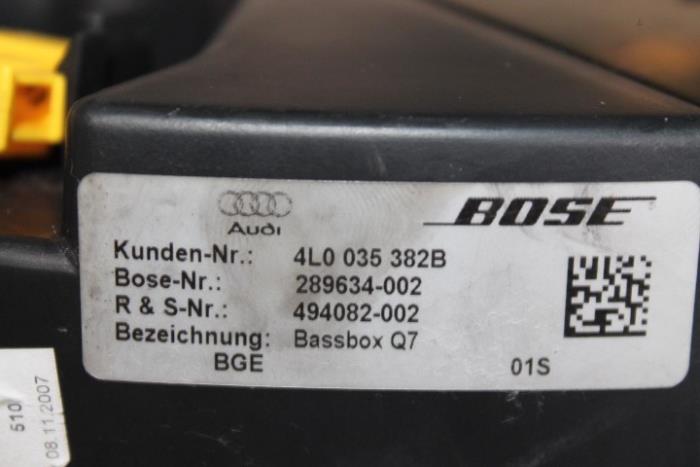 Audi
BOSE
Kunden-Nr.: 4L0 035 382B
Bose-Nr.: 289634-002
R & S-Nr.: 494082-002
Bezeichnung: Bassbox Q7
BGE 01S
510
08.11.2007